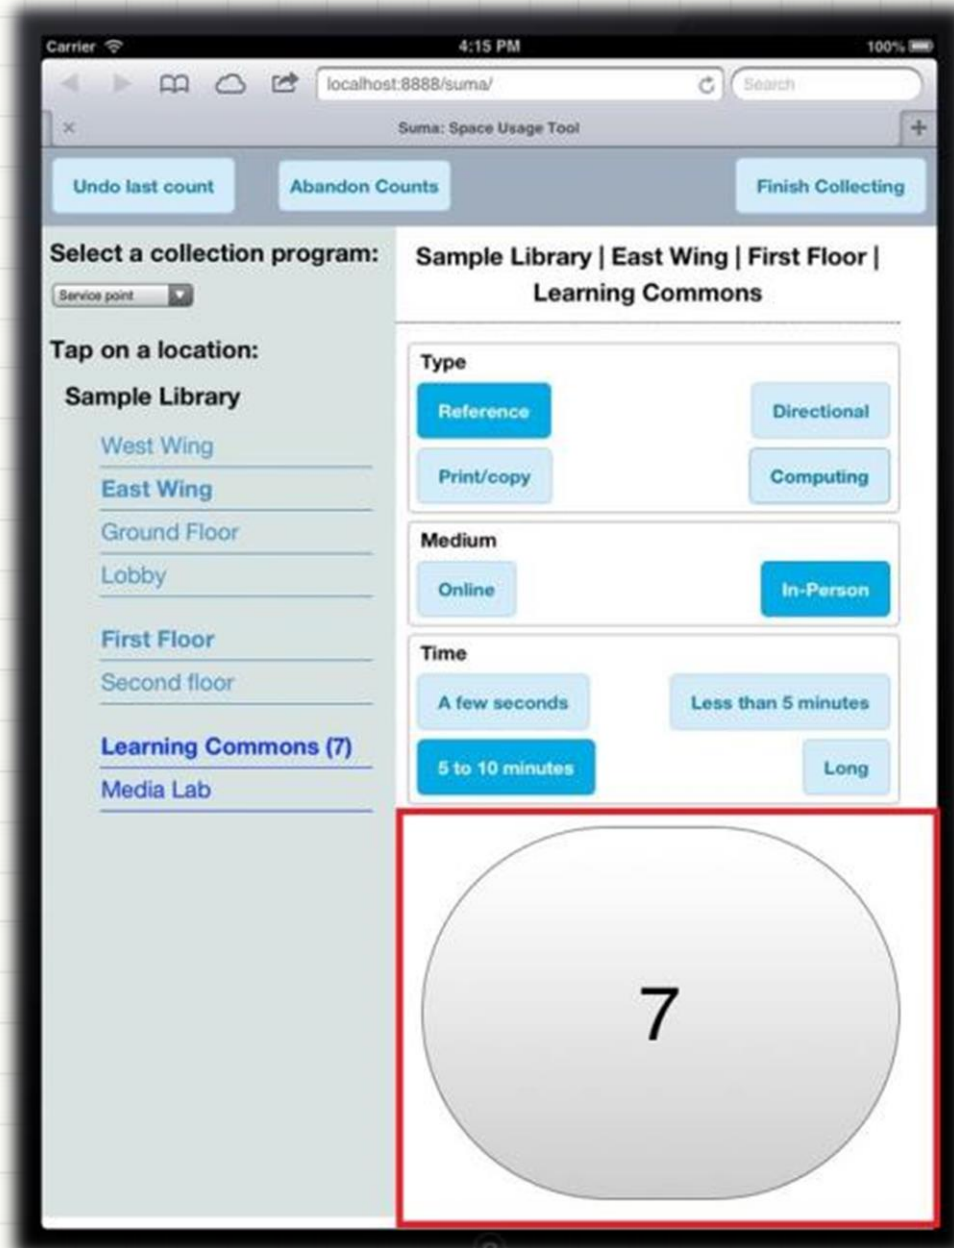 Carrier 4:15 PM 100%
localhost:8888/suma/ Search
Suma: Space Usage Tool
Undo last count Abandon Counts Finish Collecting
Select a collection program:
Service point
Tap on a location:
Sample Library
West Wing
East Wing
Ground Floor
Lobby
First Floor
Second floor
Learning Commons (7)
Media Lab
Sample Library | East Wing | First Floor |
Learning Commons
Type
Reference Directional
Print/copy Computing
Medium
Online In-Person
Time
A few seconds Less than 5 minutes
5 to 10 minutes Long
7